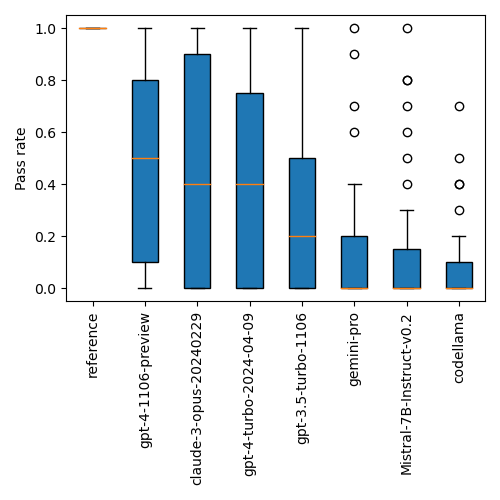 Pass rate
1.0
0.8
0.6
0.4
0.2
0.0
reference
gpt-4-1106-preview
claude-3-opus-20240229
gpt-4-turbo-2024-04-09
gpt-3.5-turbo-1106
gemini-pro
Mistral-7B-Instruct-v0.2
codellama